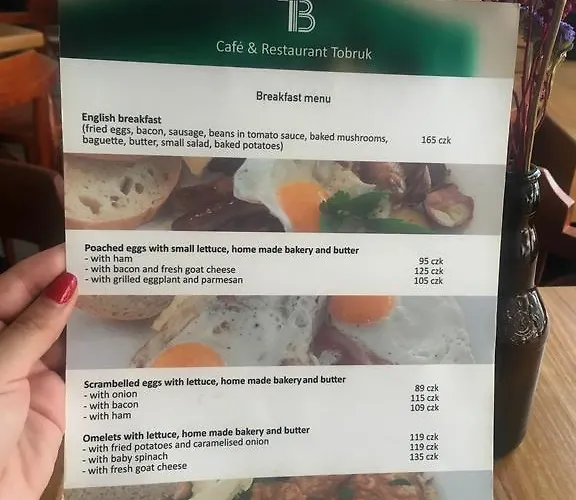 TB
Café & Restaurant Tobruk
Breakfast menu
English breakfast
(fried eggs, bacon, sausage, beans in tomato sauce, baked mushrooms, 165 czk
baguette, butter, small salad, baked potatoes)
Poached eggs with small lettuce, home made bakery and butter
- with ham 95 czk
- with bacon and fresh goat cheese 125 czk
- with grilled eggplant and parmesan 105 czk
Scrambelled eggs with lettuce, home made bakery and butter
- with onion 89 czk
- with bacon 115 czk
- with ham 109 czk
Omelets with lettuce, home made bakery and butter
- with fried potatoes and caramelised onion 119 czk
- with baby spinach 119 czk
- with fresh goat cheese 135 czk